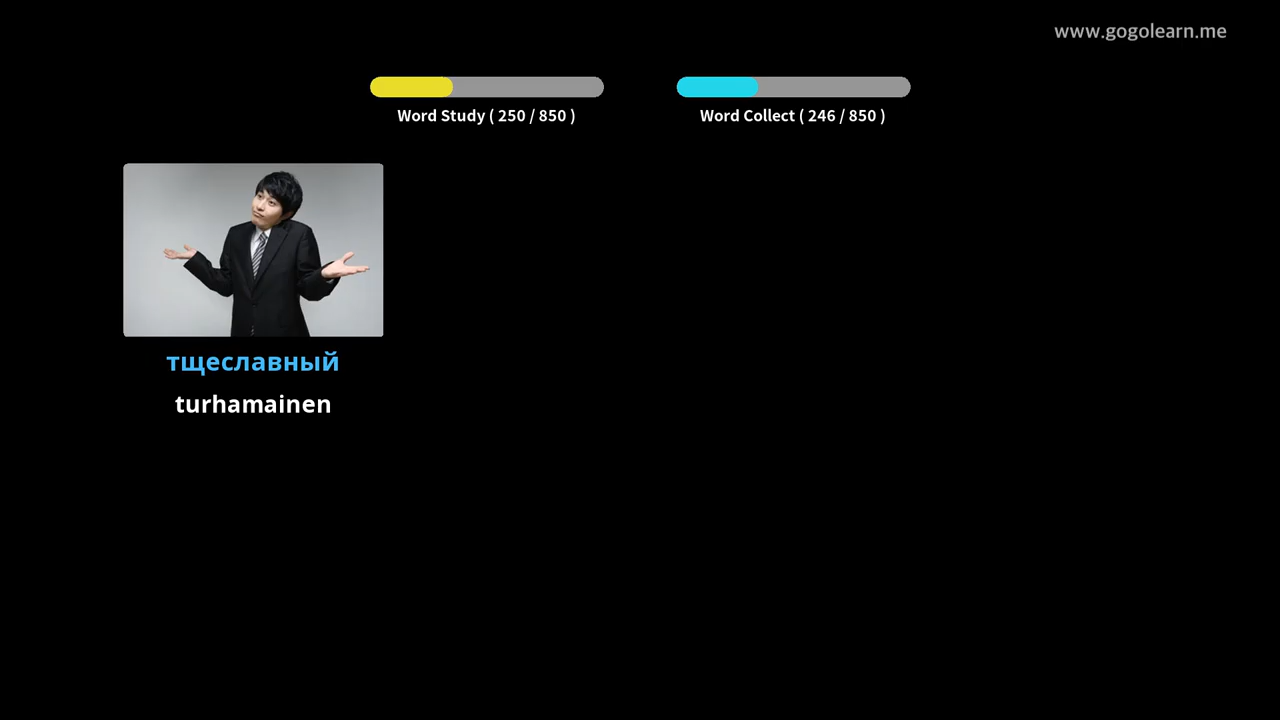 www.gogolearn.me
Word Study ( 250 / 850 )
Word Collect ( 246 / 850 )
тщеславный
turhamainen